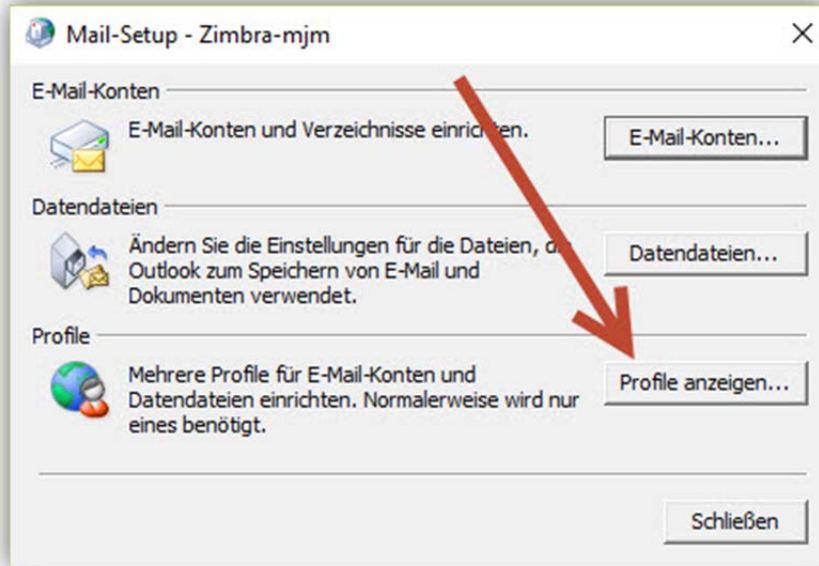 Mail-Setup - Zimbra-mjm
E-Mail-Konten
E-Mail-Konten und Verzeichnisse einrichten.
E-Mail-Konten...
Datendateien
Ändern Sie die Einstellungen für die Dateien,
Outlook zum Speichern von E-Mail und
Dokumenten verwendet.
Datendateien...
Profile
Mehrere Profile für E-Mail-Konten und
Datendateien einrichten. Normalerweise wird nur
eines benötigt.
Profile anzeigen...
Schließen